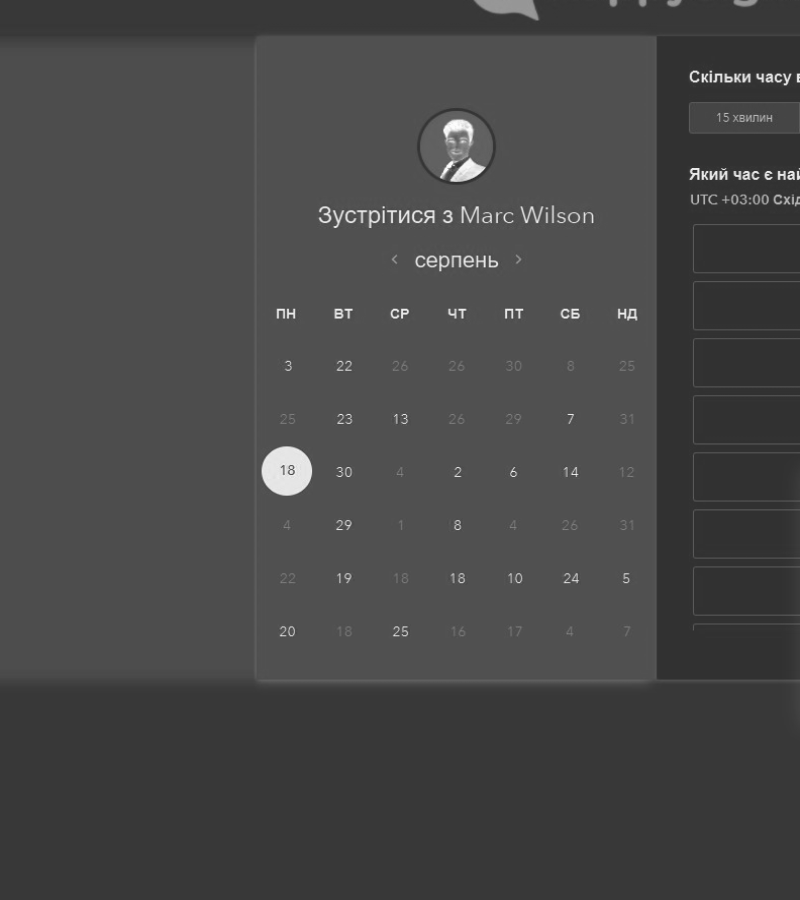 Зустрітися з Marc Wilson
‹ серпень ›
ПН ВТ СР ЧТ ПТ СБ НД
3 22 26 26 30 8 25
25 23 13 26 29 7 31
18 30 4 2 6 14 12
4 29 1 8 4 26 31
22 19 18 18 10 24 5
20 18 25 16 17 4 7
Скільки часу
15 хвилин
Який час є
UTC +03:00